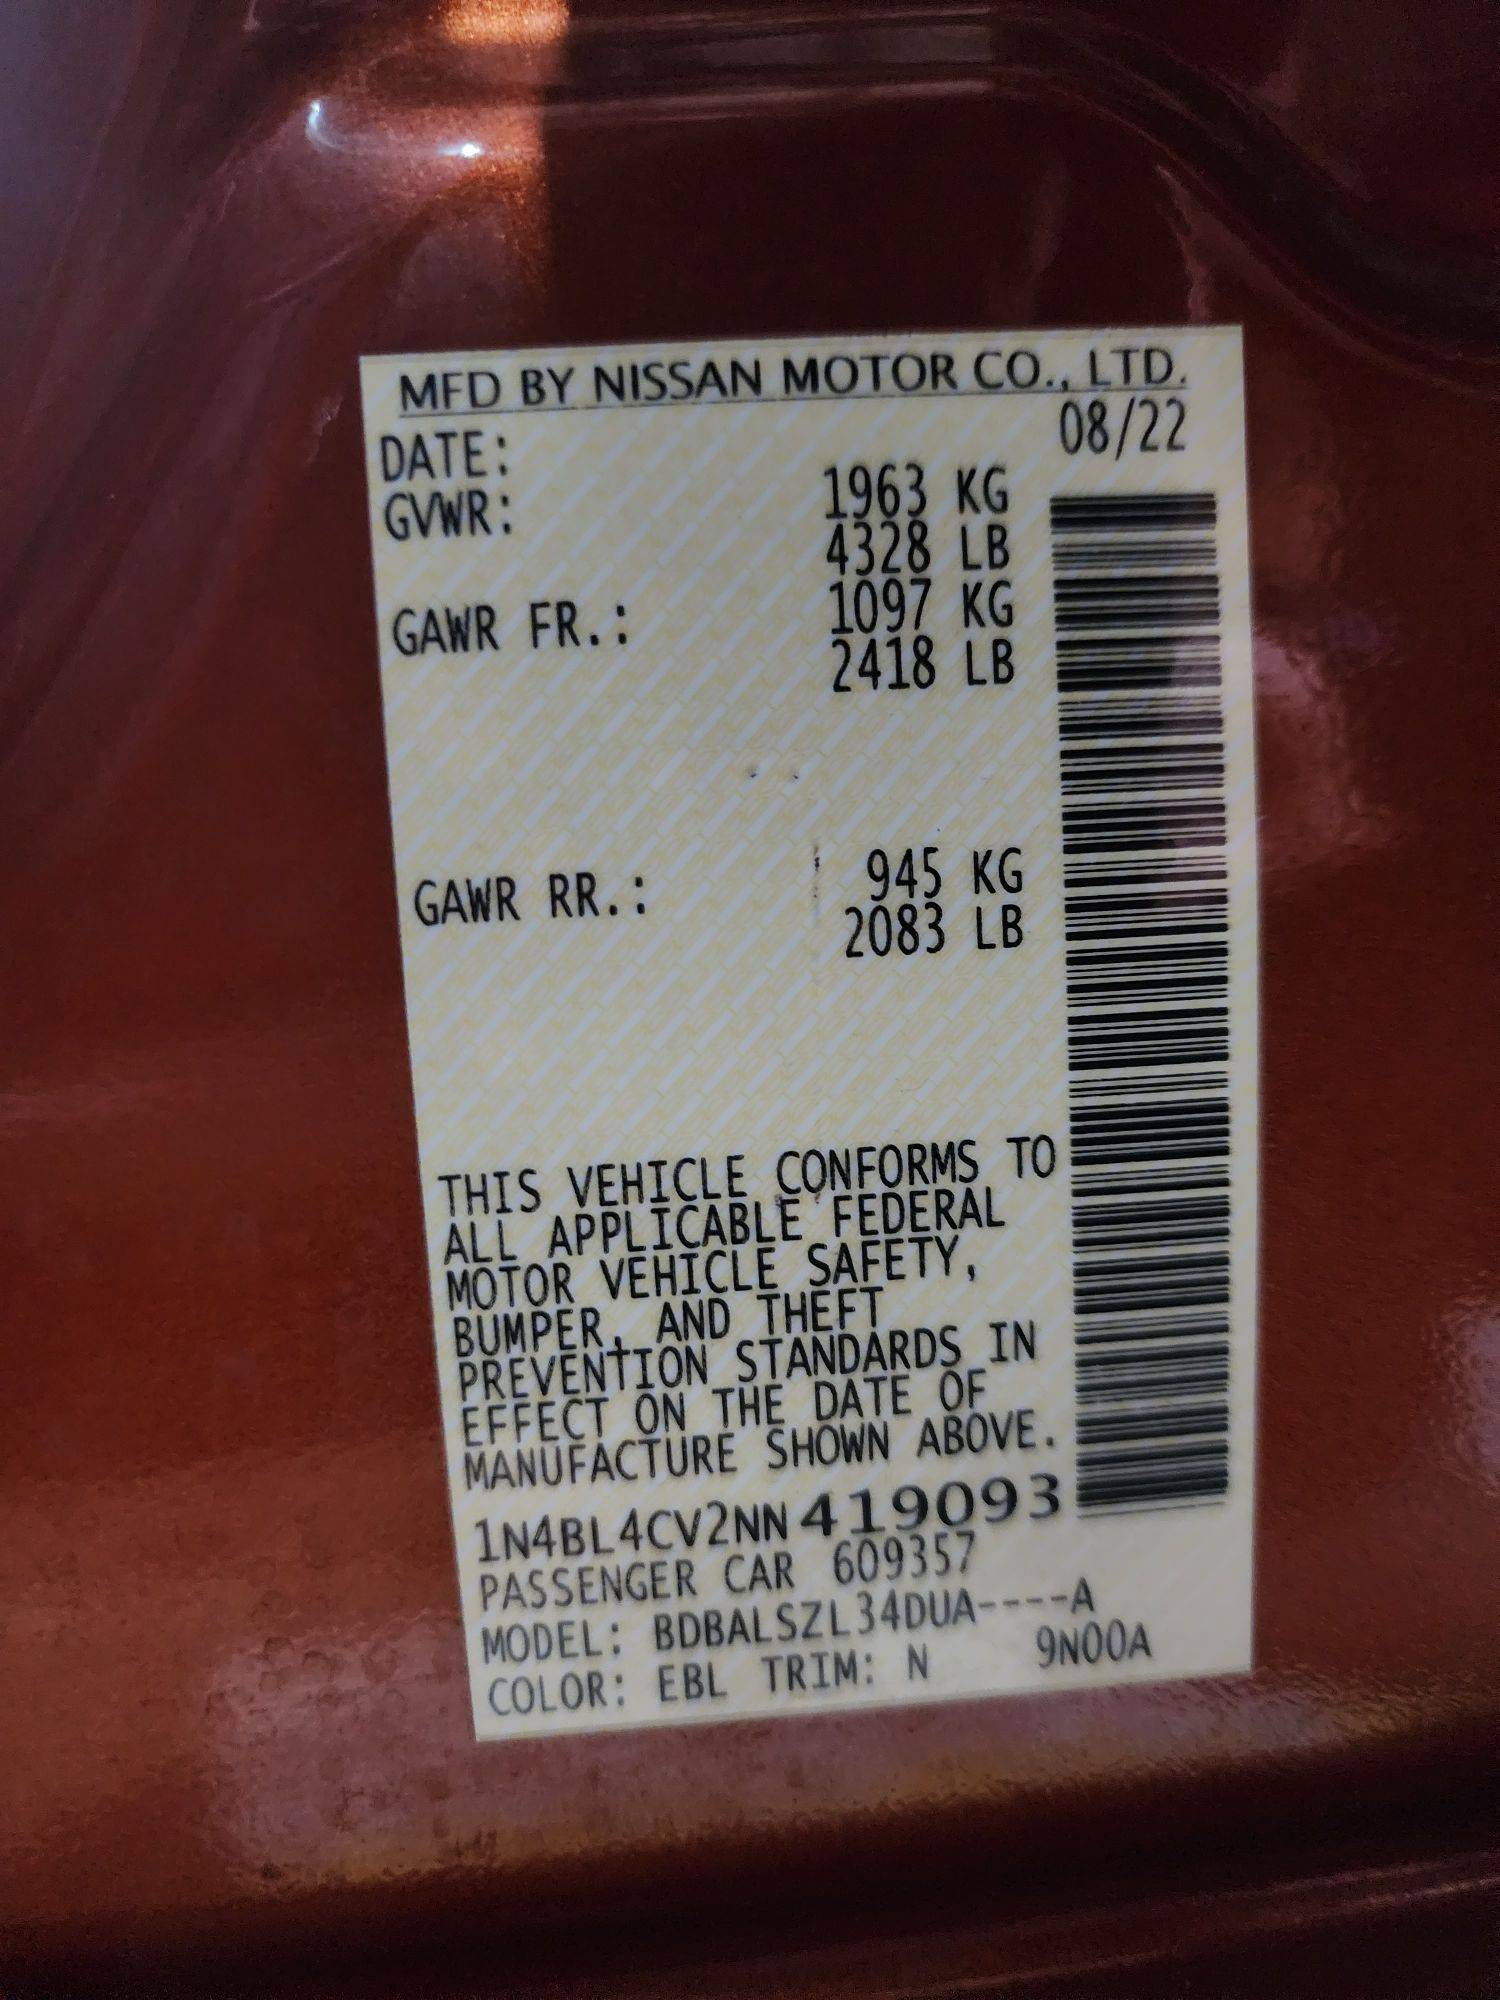 MFD BY NISSAN MOTOR CO., LTD.
DATE: 08/22
GVWR: 1963 KG
4328 LB
GAWR FR.: 1097 KG
2418 LB
GAWR RR.: 945 KG
2083 LB
THIS VEHICLE CONFORMS TO
ALL APPLICABLE FEDERAL
MOTOR VEHICLE SAFETY,
BUMPER, AND THEFT
PREVENTION STANDARDS IN
EFFECT ON THE DATE OF
MANUFACTURE SHOWN ABOVE.
1N4BL4CV2NN419093
PASSENGER CAR 609357
MODEL: BDBALSZL34DUA----A
COLOR: EBL TRIM: N 9N00A